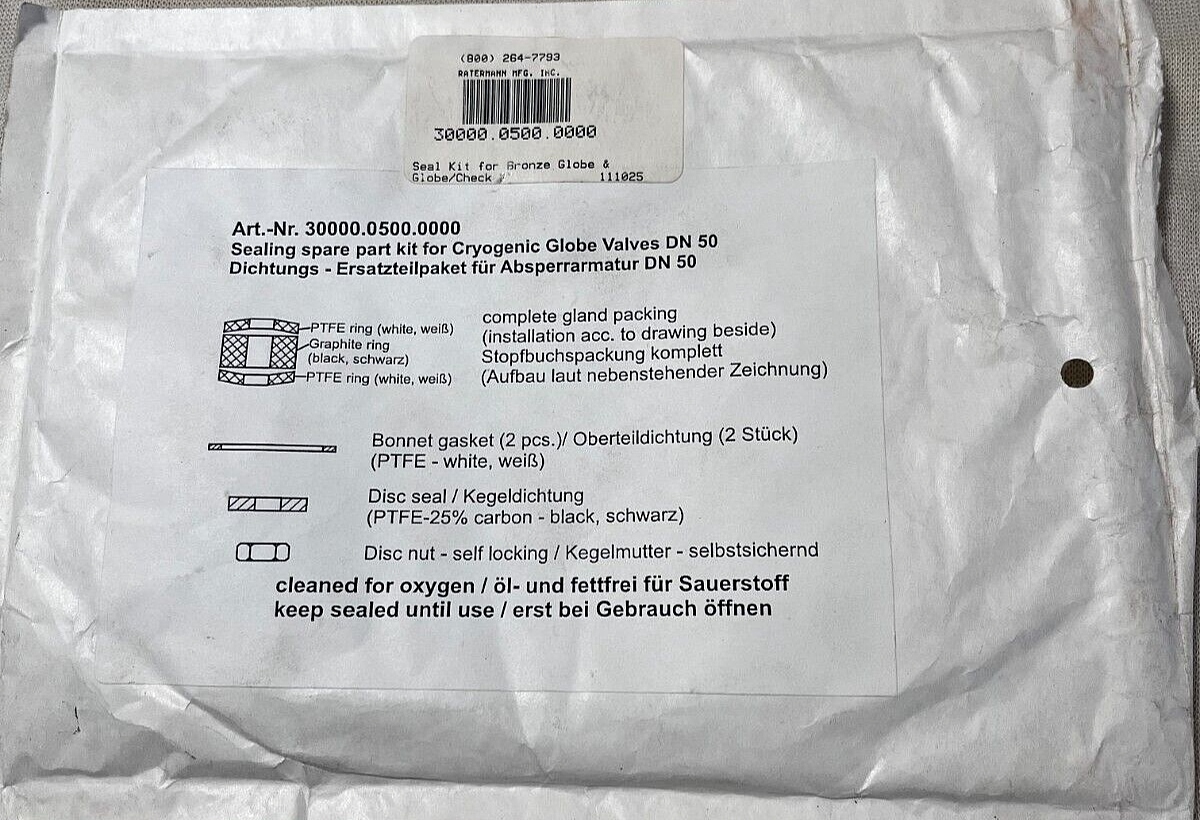 (800) 264-7793
RATERMANN MFG. INC.
30000.0500.0000
Seal Kit for Bronze Globe &
Globe/Check
111025
Art.-Nr. 30000.0500.0000
Sealing spare part kit for Cryogenic Globe Valves DN 50
Dichtungs - Ersatzteilpaket für Absperrarmatur DN 50
PTFE ring (white, weiß)
Graphite ring
(black, schwarz)
PTFE ring (white, weiß)
complete gland packing
(installation acc. to drawing beside)
Stopfbuchspackung komplett
(Aufbau laut nebenstehender Zeichnung)
Bonnet gasket (2 pcs.)/ Oberteildichtung (2 Stück)
(PTFE - white, weiß)
Disc seal / Kegeldichtung
(PTFE-25% carbon - black, schwarz)
Disc nut - self locking / Kegelmutter - selbstsichernd
cleaned for oxygen / öl- und fettfrei für Sauerstoff
keep sealed until use / erst bei Gebrauch öffnen